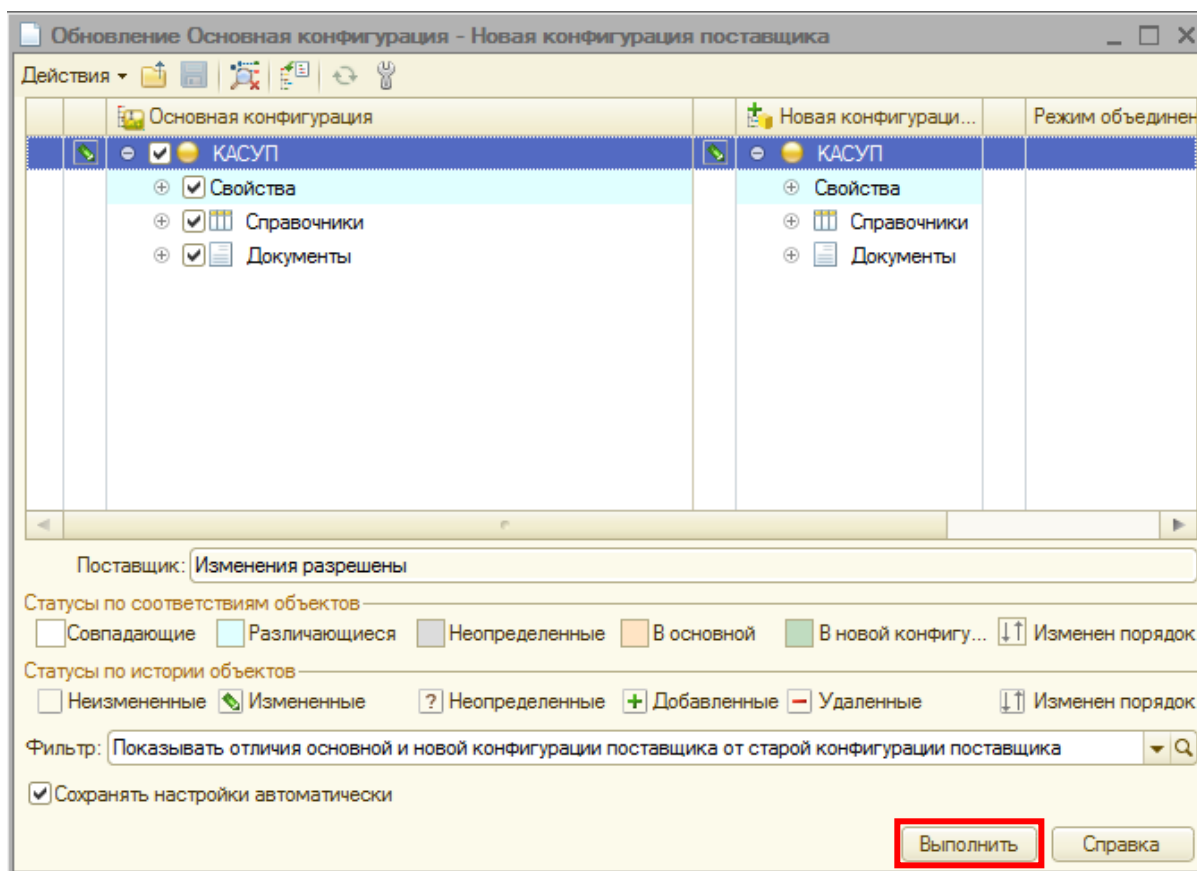 Обновление Основная конфигурация - Новая конфигурация поставщика
Действия
Основная конфигурация Новая конфигураци... Режим объединен
КАСУП КАСУП
Свойства Свойства
Справочники Справочники
Документы Документы
Поставщик: Изменения разрешены
Статусы по соответствиям объектов
Совпадающие Различающиеся Неопределенные В основной В новой конфигу... Изменен порядок
Статусы по истории объектов
Неизмененные Измененные ? Неопределенные Добавленные Удаленные Изменен порядок
Фильтр: Показывать отличия основной и новой конфигурации поставщика от старой конфигурации поставщика
Сохранять настройки автоматически
Выполнить Справка